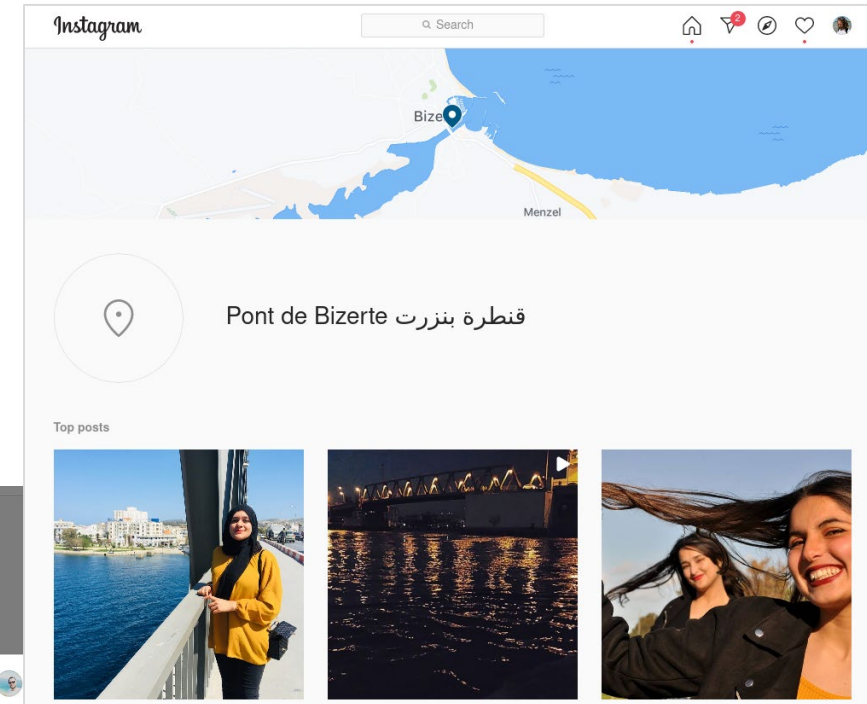 Instagram
Search
2
Bize
Menzel
Pont de Bizerte قنطرة بنزرت
Top posts